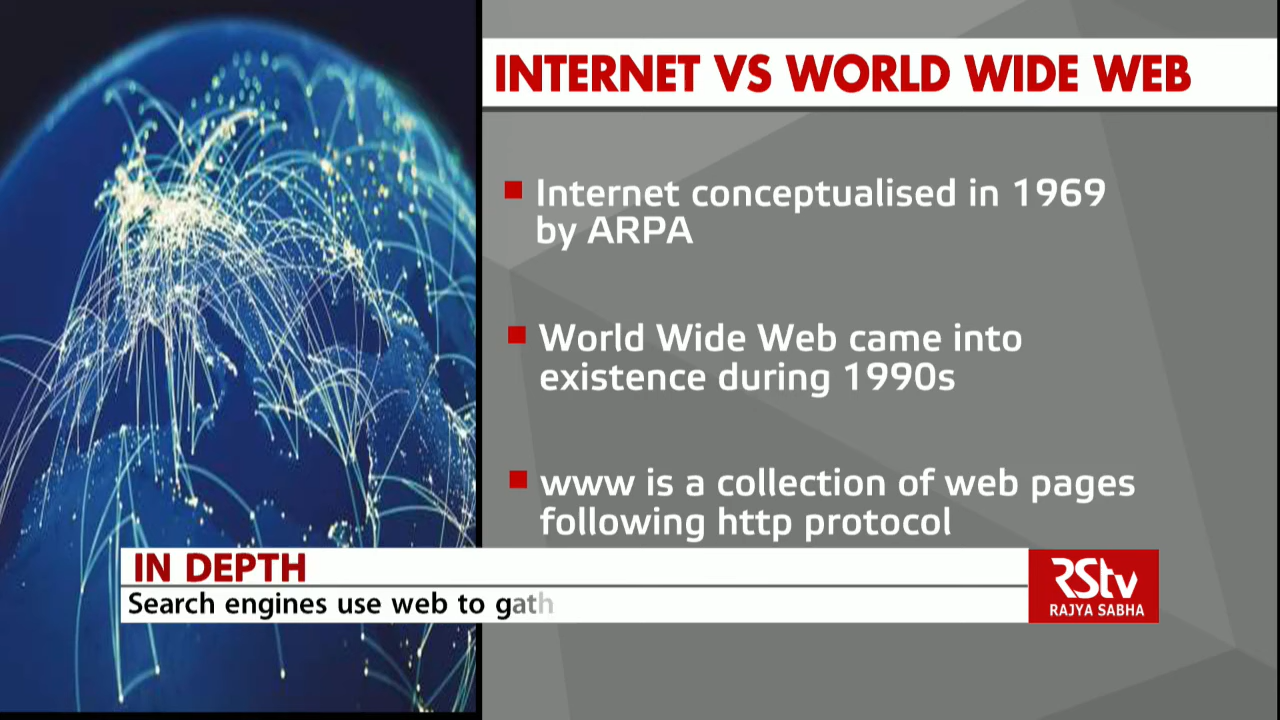 INTERNET VS WORLD WIDE WEB
Internet conceptualised in 1969
by ARPA
World Wide Web came into
existence during 1990s
www is a collection of web pages
following http protocol
IN DEPTH
Search engines use web to gath
RStv
RAJYA SABHA